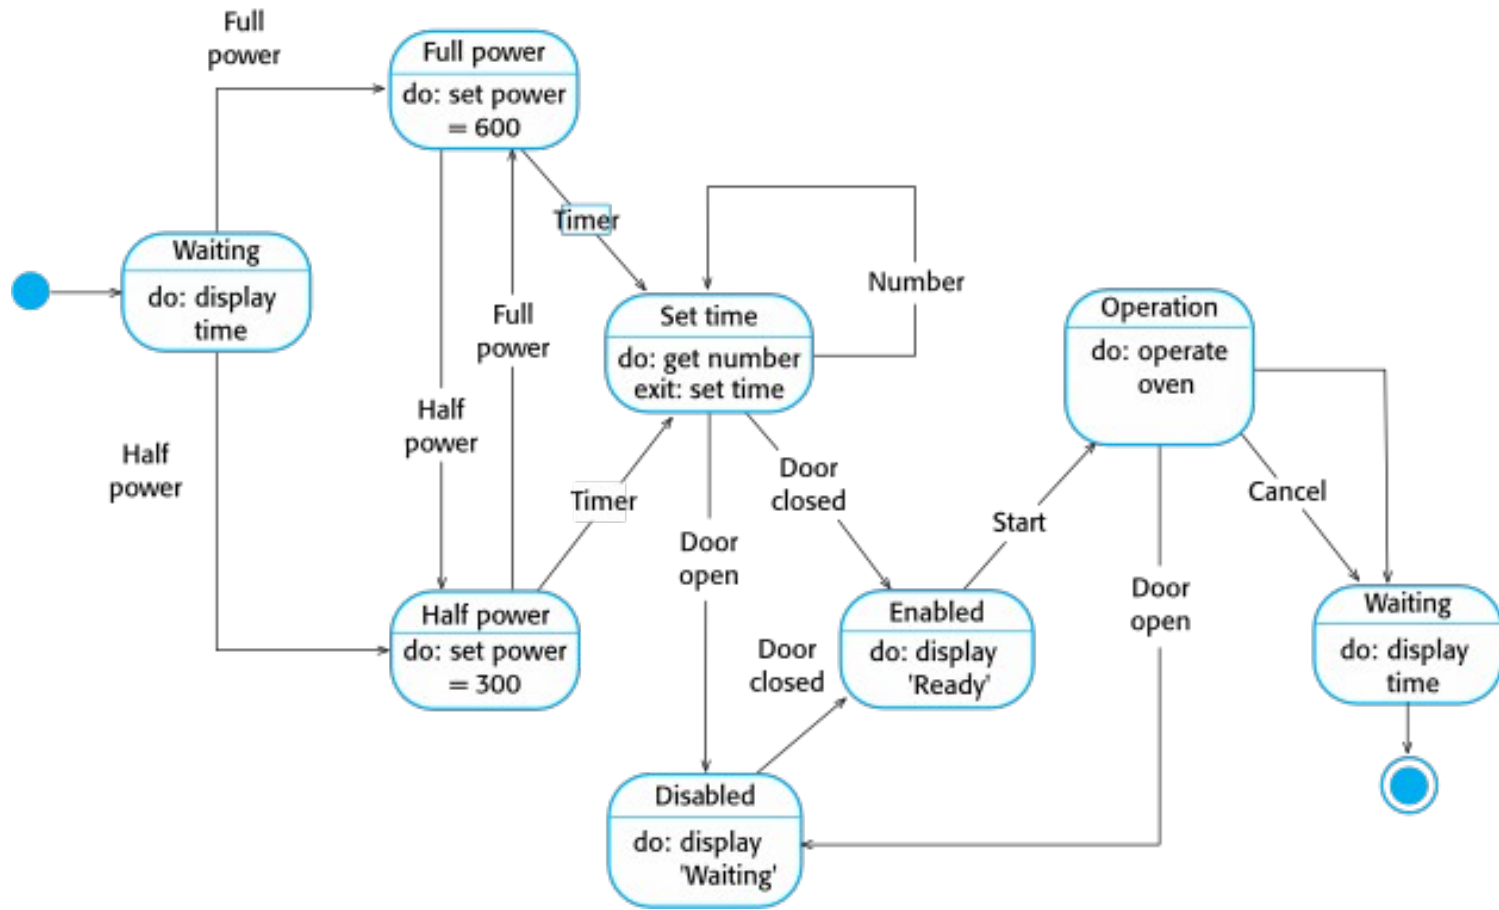 Full
power
Full power
do: set power
= 600
Timer
Waiting
do: display
time
Number
Full
power
Set time
do: get number
exit: set time
Operation
do: operate
oven
Half
power
Half
power
Timer
Door
closed
Door
open
Start
Cancel
Door
open
Half power
do: set power
= 300
Enabled
do: display
'Ready'
Waiting
do: display
time
Door
closed
Disabled
do: display
'Waiting'